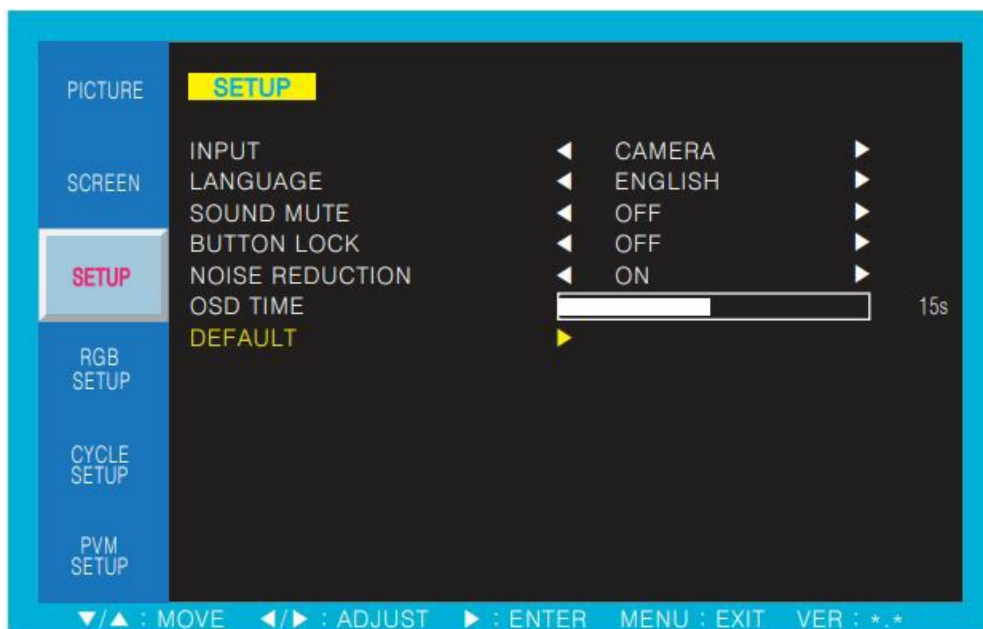 PICTURE
SCREEN
SETUP
RGB
SETUP
CYCLE
SETUP
PVM
SETUP
SETUP
INPUT ◀ CAMERA ▶
LANGUAGE ◀ ENGLISH ▶
SOUND MUTE ◀ OFF ▶
BUTTON LOCK ◀ OFF ▶
NOISE REDUCTION ◀ ON ▶
OSD TIME 15s
DEFAULT ▶
▼/▲ : MOVE ◀/▶ : ADJUST ▶ : ENTER MENU : EXIT VER : *.*